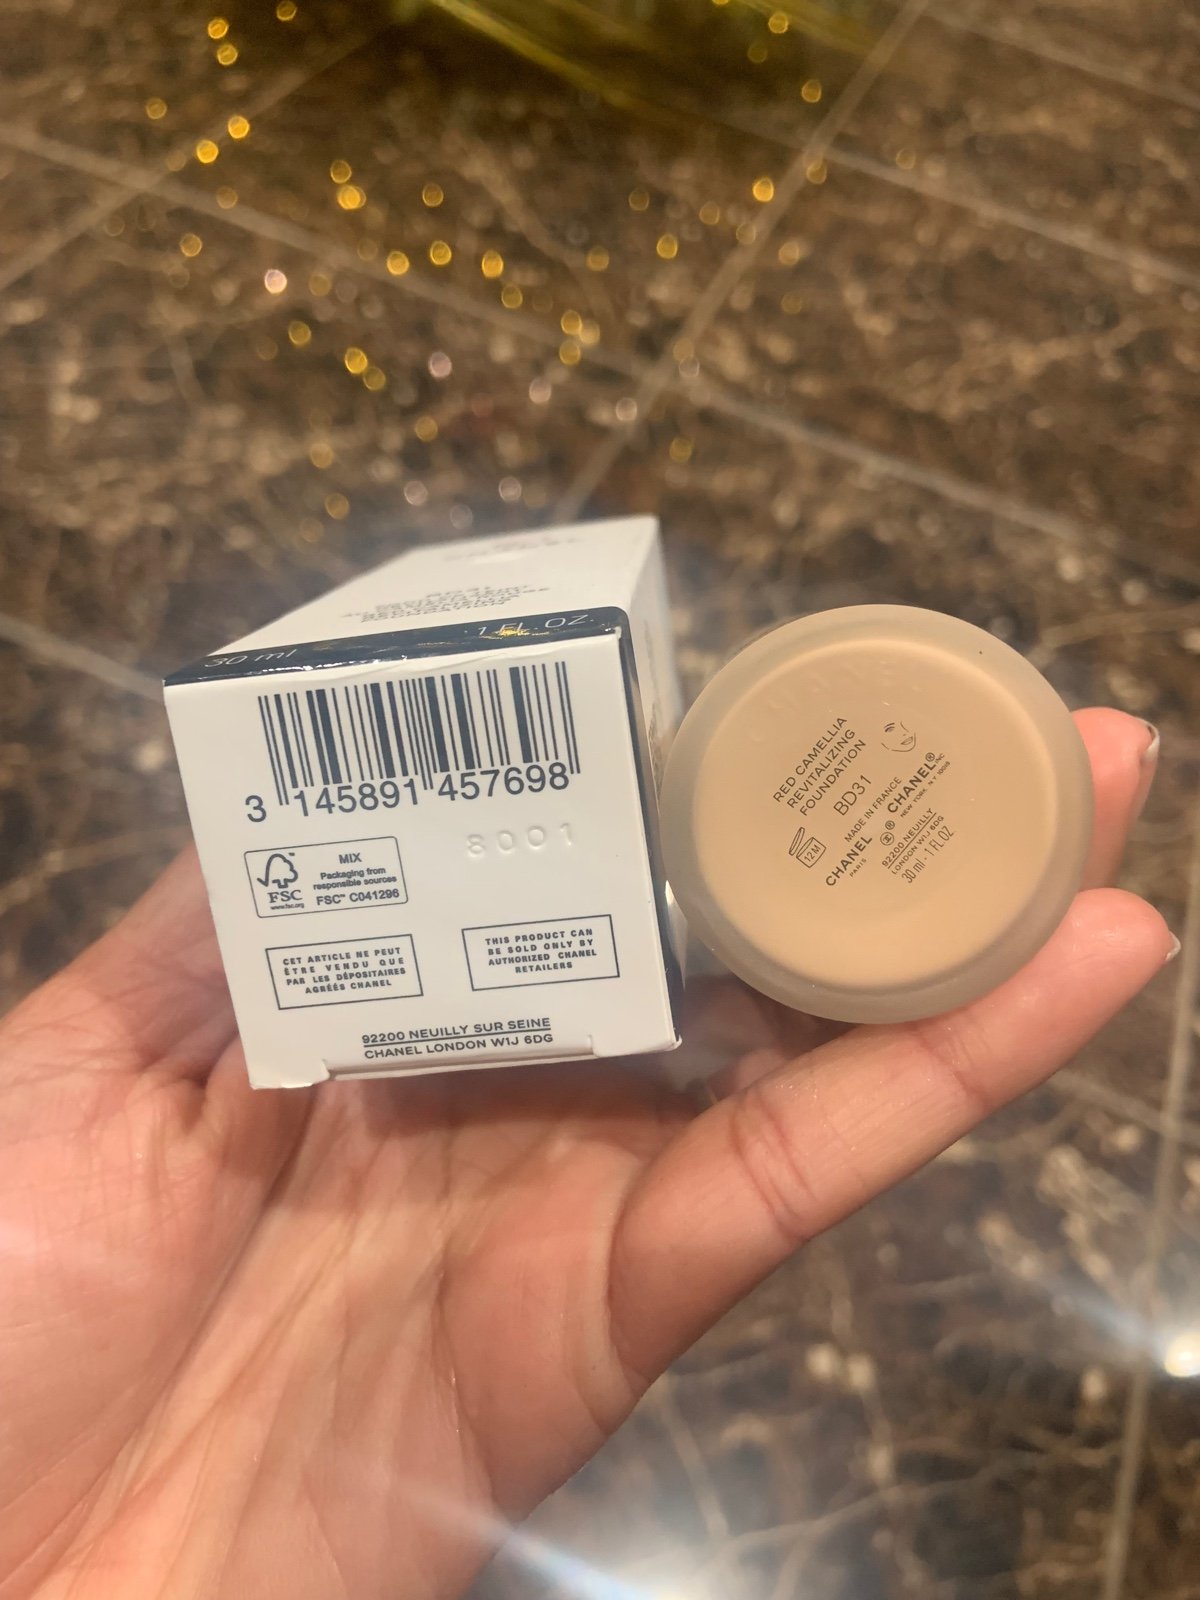 30 ml 1 FL. OZ.
3 145891 457698
8001
FSC
www.fsc.org
MIX
Packaging from
responsible sources
FSC™ C041296
CET ARTICLE NE PEUT
ÊTRE VENDU QUE
PAR LES DÉPOSITAIRES
AGRÉÉS CHANEL
THIS PRODUCT CAN
BE SOLD ONLY BY
AUTHORIZED CHANEL
RETAILERS
92200 NEUILLY SUR SEINE
CHANEL LONDON W1J 6DG
RED CAMELLIA
REVITALIZING
FOUNDATION
BD31
12M
MADE IN FRANCE
CHANEL ® CHANEL® INC
PARIS NEW YORK, N.Y. 10019
92200 NEUILLY
LONDON W1J 6DG
30 ml - 1 FL OZ